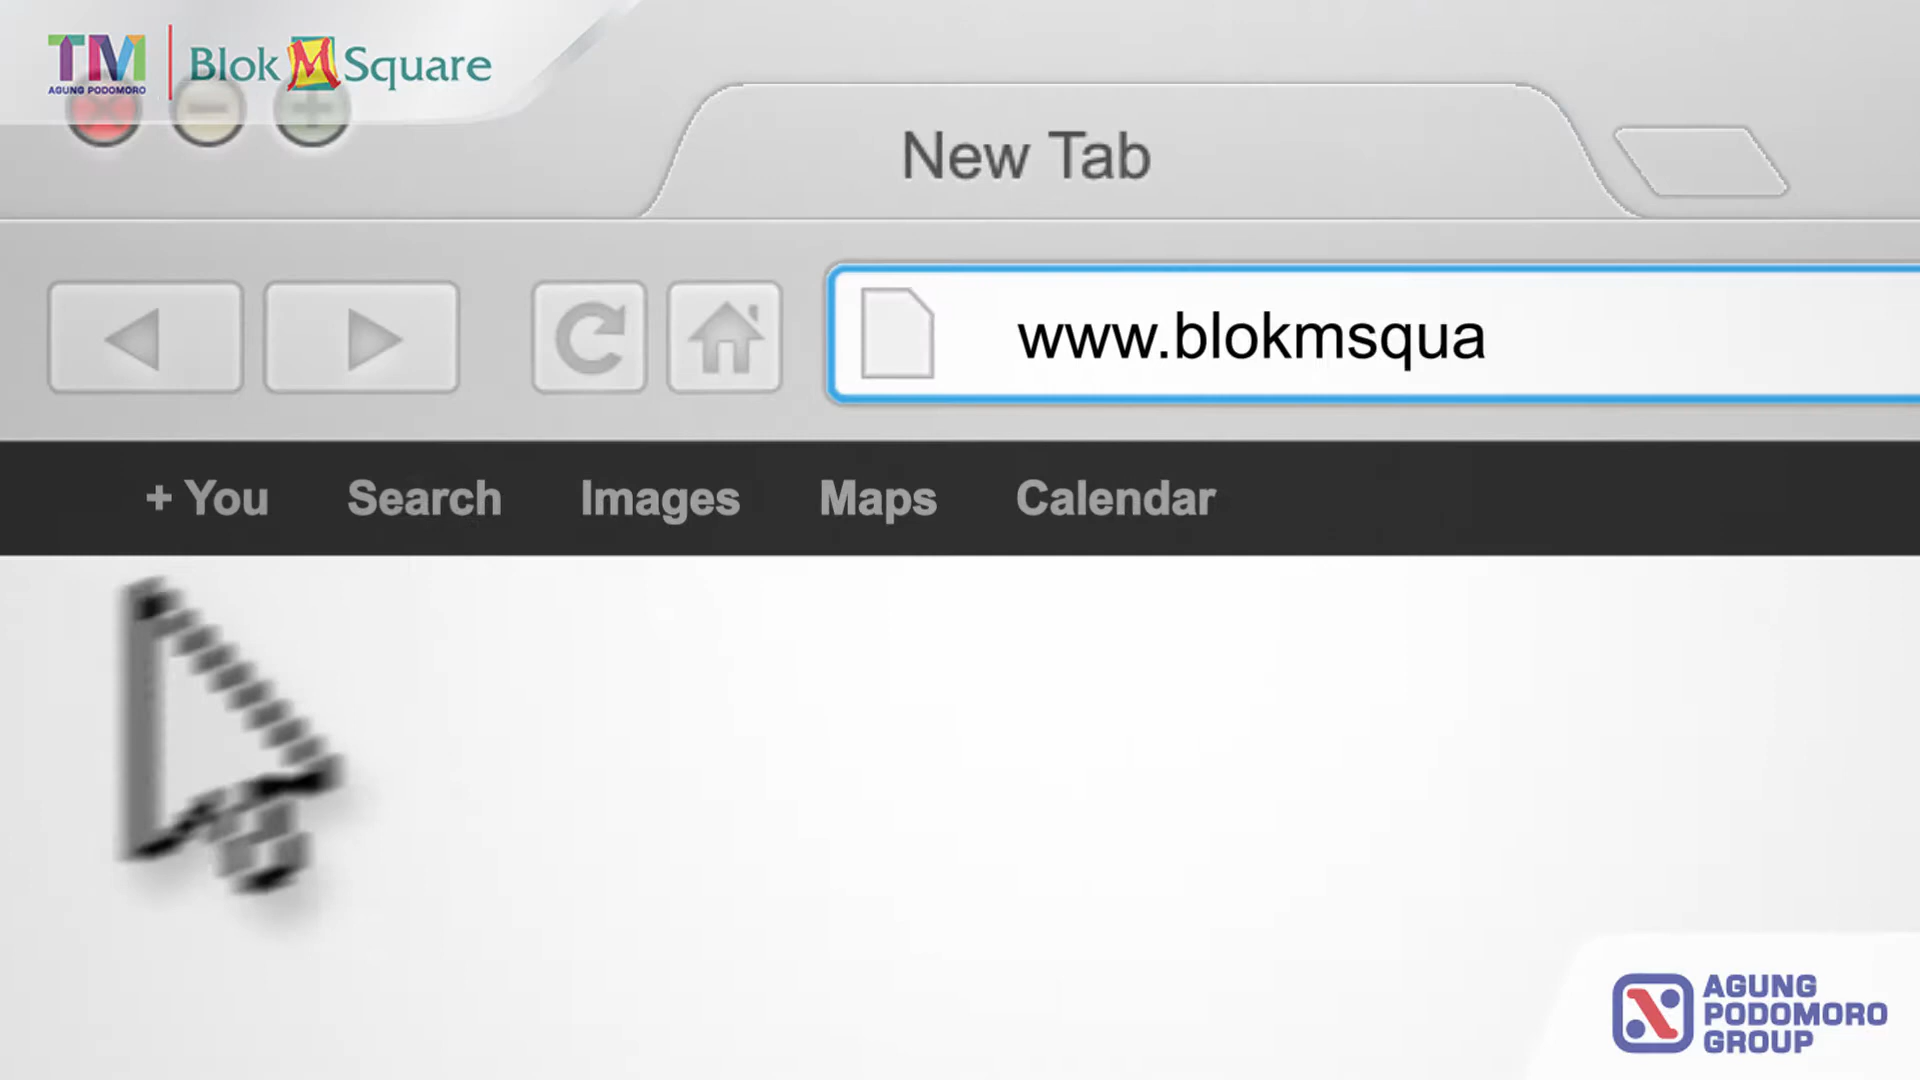 TM
AGUNG PODOMORO
Blok M Square
New Tab
www.blokmsqua
+ You Search Images Maps Calendar
AGUNG
PODOMORO
GROUP